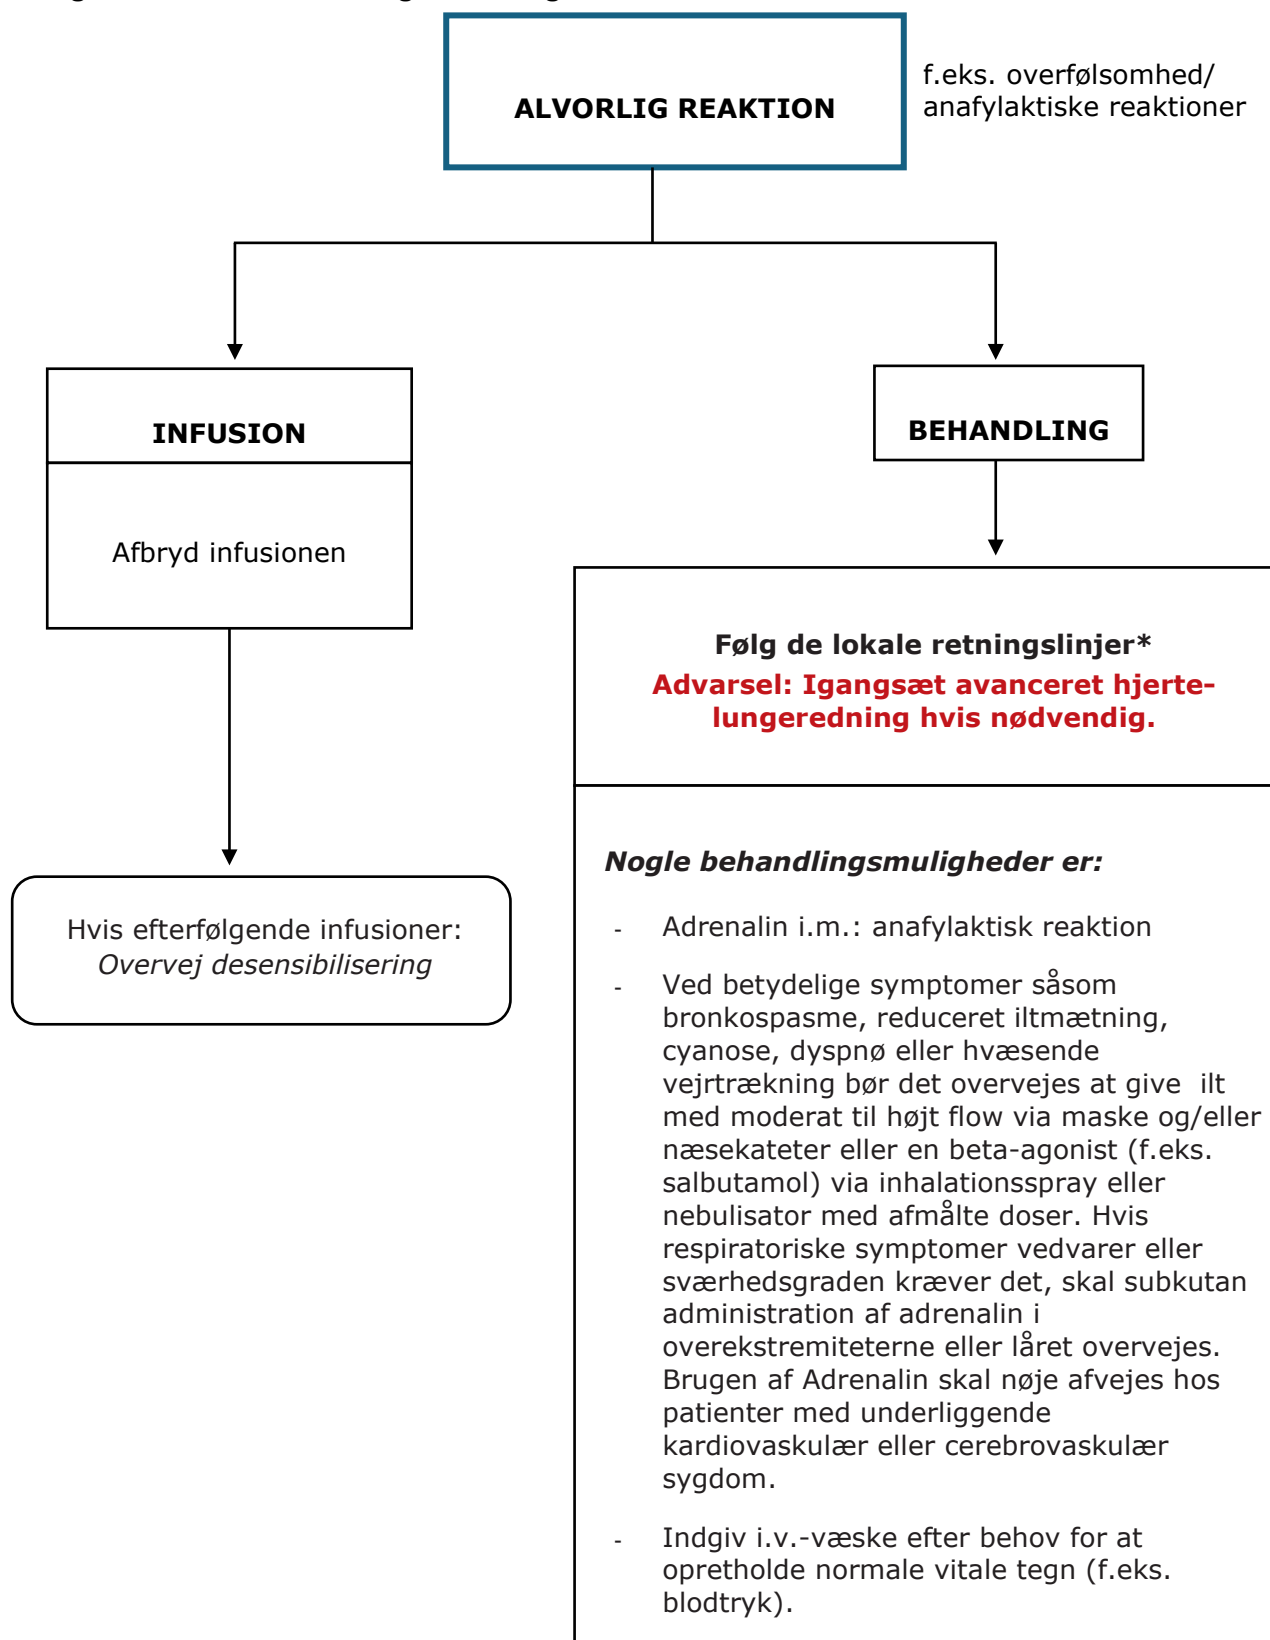 ALVORLIG REAKTION
f.eks. overfølsomhed/
anafylaktiske reaktioner
INFUSION
Afbryd infusionen
Hvis efterfølgende infusioner:
Overvej desensibilisering
BEHANDLING
Følg de lokale retningslinjer*
Advarsel: Igangsæt avanceret hjerte-
lungeredning hvis nødvendig.
Nogle behandlingsmuligheder er:
- Adrenalin i.m.: anafylaktisk reaktion
- Ved betydelige symptomer såsom
bronkospasme, reduceret iltmætning,
cyanose, dyspnø eller hvæsende
vejrtrækning bør det overvejes at give ilt
med moderat til højt flow via maske og/eller
næsekateter eller en beta-agonist (f.eks.
salbutamol) via inhalationsspray eller
nebulisator med afmålte doser. Hvis
respiratoriske symptomer vedvarer eller
sværhedsgraden kræver det, skal subkutan
administration af adrenalin i
overekstremiteterne eller låret overvejes.
Brugen af Adrenalin skal nøje afvejes hos
patienter med underliggende
kardiovaskulær eller cerebrovaskulær
sygdom.
- Indgiv i.v.-væske efter behov for at
opretholde normale vitale tegn (f.eks.
blodtryk).